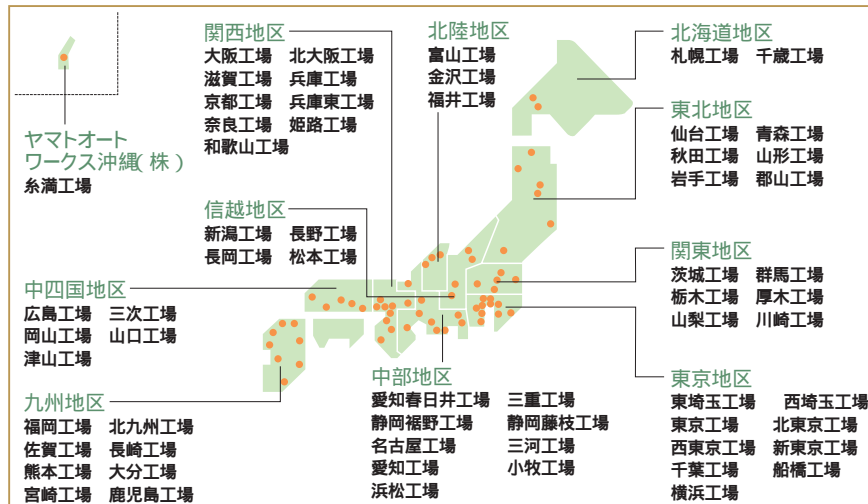 関西地区
大阪工場 北大阪工場
滋賀工場 兵庫工場
京都工場 兵庫東工場
奈良工場 姫路工場
和歌山工場
北陸地区
富山工場
金沢工場
福井工場
北海道地区
札幌工場 千歳工場
東北地区
仙台工場 青森工場
秋田工場 山形工場
岩手工場 郡山工場
ヤマトオート
ワークス沖縄(株)
糸満工場
信越地区
新潟工場 長野工場
長岡工場 松本工場
関東地区
茨城工場 群馬工場
栃木工場 厚木工場
山梨工場 川崎工場
中四国地区
広島工場 三次工場
岡山工場 山口工場
津山工場
九州地区
福岡工場 北九州工場
佐賀工場 長崎工場
熊本工場 大分工場
宮崎工場 鹿児島工場
中部地区
愛知春日井工場 三重工場
静岡裾野工場 静岡藤枝工場
名古屋工場 三河工場
愛知工場 小牧工場
浜松工場
東京地区
東埼玉工場 西埼玉工場
東京工場 北東京工場
西東京工場 新東京工場
千葉工場 船橋工場
横浜工場